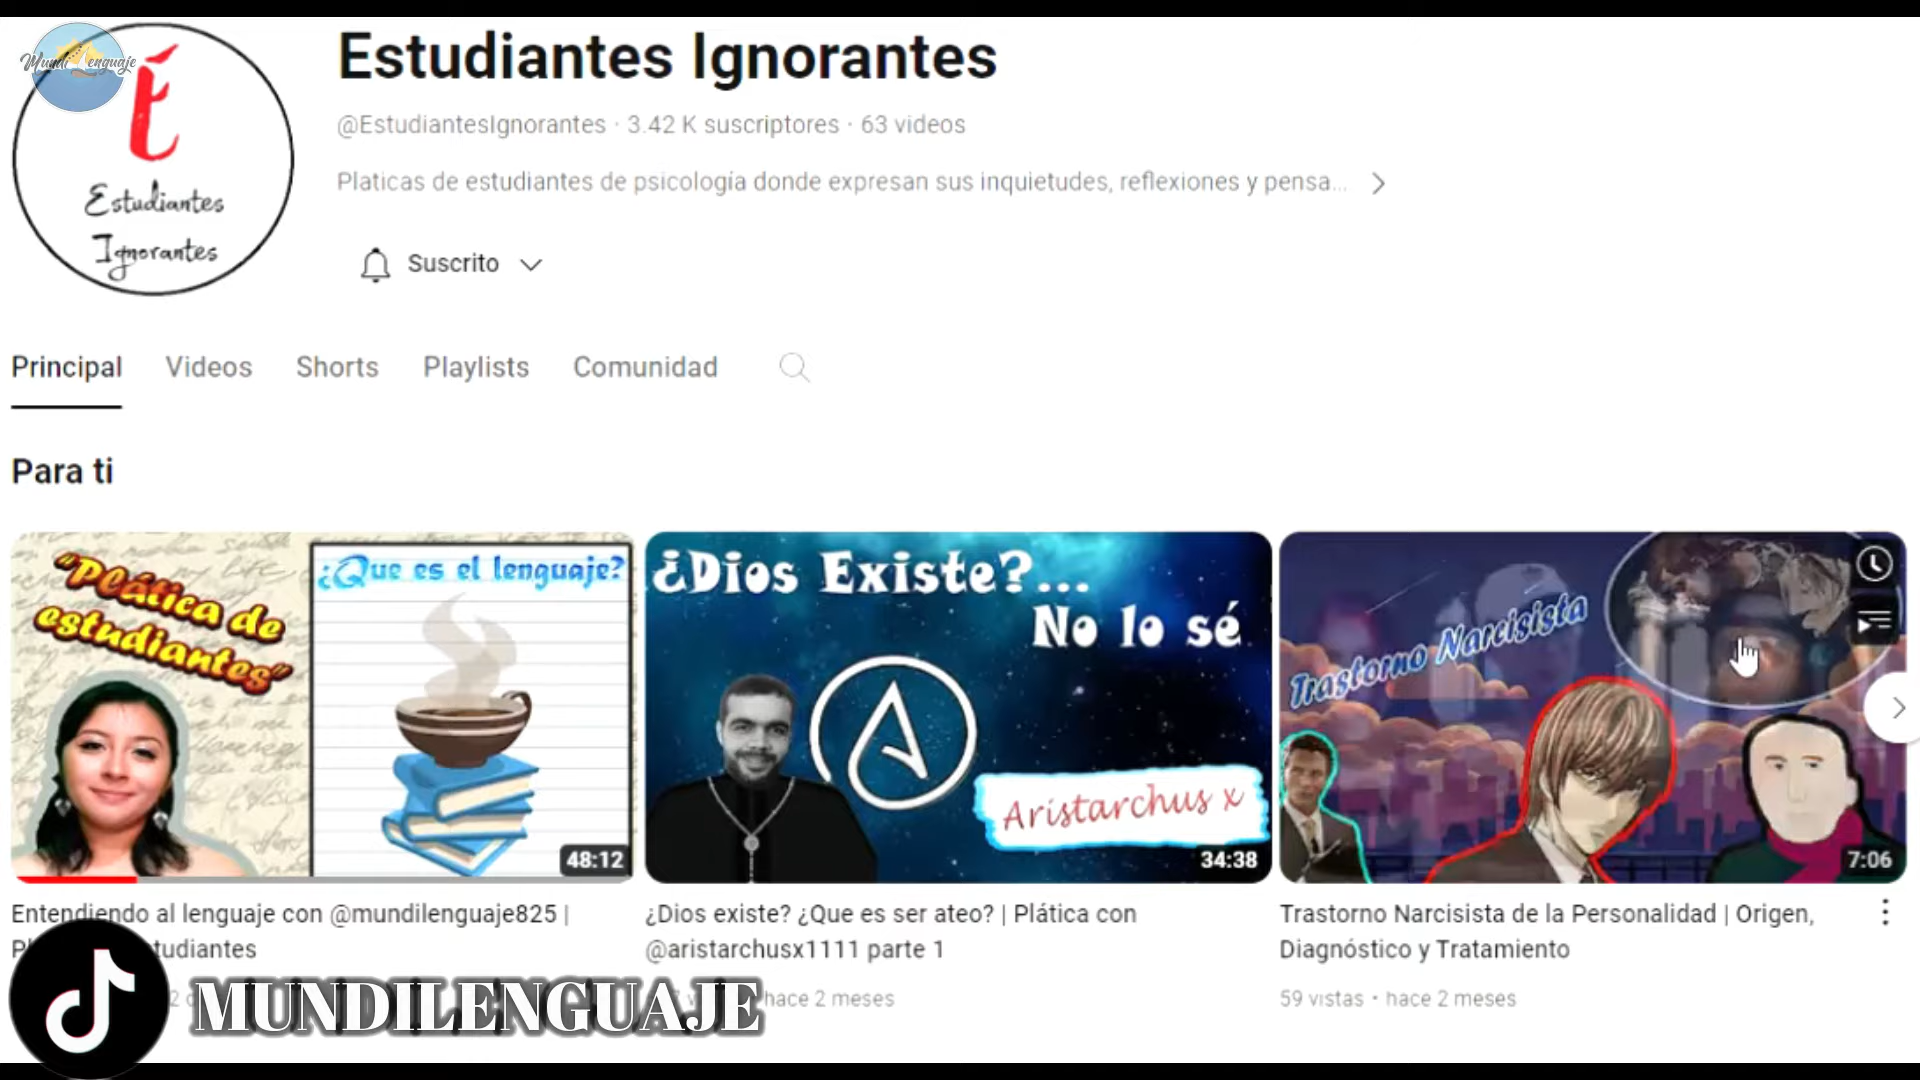 Mundi Lenguaje
É
Estudiantes
Ignorantes
Estudiantes Ignorantes
@EstudiantesIgnorantes · 3.42 K suscriptores · 63 videos
Platicas de estudiantes de psicología donde expresan sus inquietudes, reflexiones y pensa...
Suscrito
Principal Videos Shorts Playlists Comunidad
Para ti
"Plática de
estudiantes"
¿Que es el lenguaje?
48:12
¿Dios Existe?...
No lo sé
Aristarchus x
34:38
Trastorno Narcisista
7:06
Entendiendo al lenguaje con @mundilenguaje825 |
¿Dios existe? ¿Que es ser ateo? | Plática con
@aristarchusx1111 parte 1
hace 2 meses
Trastorno Narcisista de la Personalidad | Origen,
Diagnóstico y Tratamiento
59 vistas · hace 2 meses
MUNDILENGUAJE